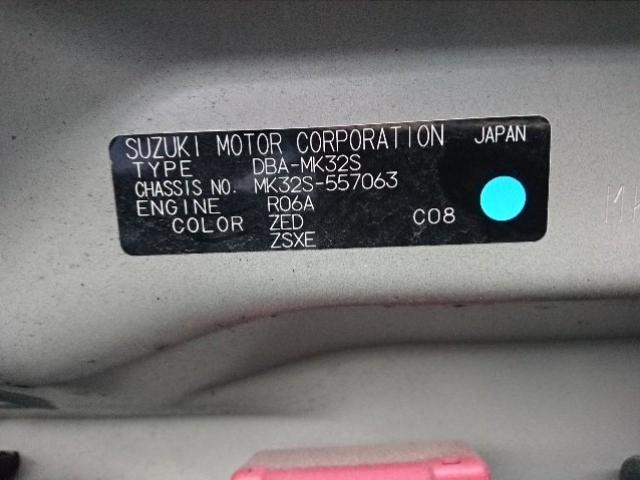 SUZUKI MOTOR CORPORATION JAPAN
TYPE DBA-MK32S
CHASSIS NO. MK32S-557063
ENGINE R06A
COLOR ZED C08
ZSXE